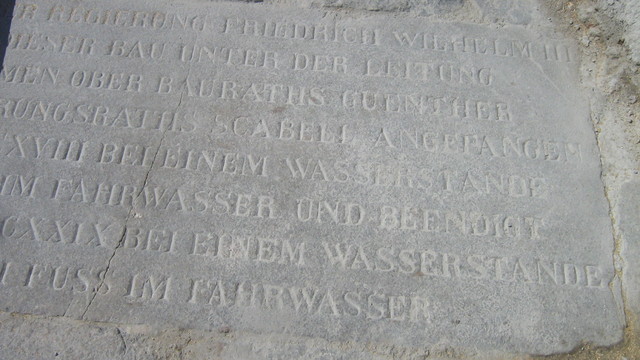 R REGIERUNG FRIEDRICH WILHELM III
DIESER BAU UNTER DER LEITUNG
MEN OBER BAURATHS GUENTHER
RUNGSRATHS SCABELL ANGEFANGEN
XVIII BEI EINEM WASSERSTANDE
IM FAHRWASSER UND BEENDIGT
CXXIX BEI EINEM WASSERSTANDE
FUSS IM FAHRWASSER